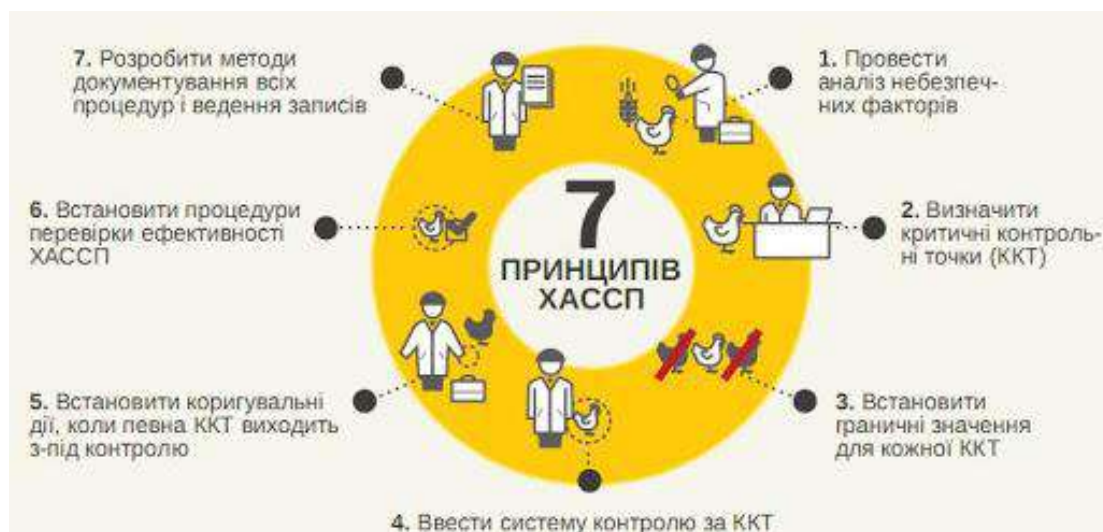 7
ПРИНЦИПІВ
ХАССП
1. Провести
аналіз небезпеч-
них факторів
2. Визначити
критичні контроль-
ні точки (ККТ)
3. Встановити
граничні значення
для кожної ККТ
4. Ввести систему контролю за ККТ
5. Встановити коригувальні
дії, коли певна ККТ виходить
з-під контролю
6. Встановити процедури
перевірки ефективності
ХАССП
7. Розробити методи
документування всіх
процедур і ведення записів